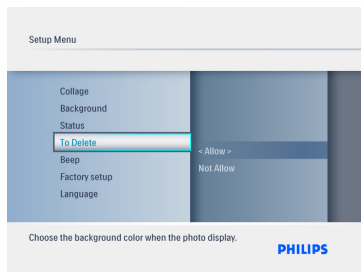 Setup Menu
Collage
Background
Status
To Delete
Beep
Factory setup
Language
< Allow >
Not Allow
Choose the background color when the photo display.
PHILIPS